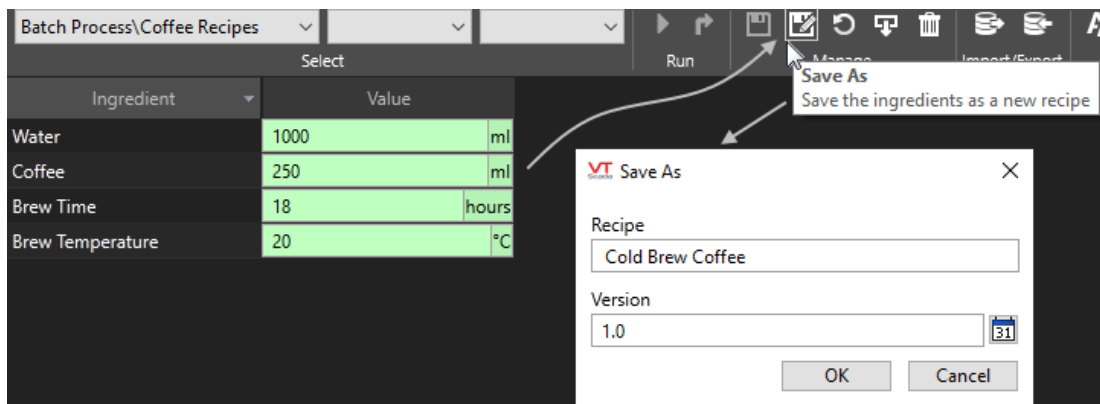 Batch Process\Coffee Recipes
Select
Run
Manage
Import/Export
Save As
Save the ingredients as a new recipe
Ingredient Value
Water 1000 ml
Coffee 250 ml
Brew Time 18 hours
Brew Temperature 20 °C
VT Scada Save As
Recipe
Cold Brew Coffee
Version
1.0 31
OK Cancel